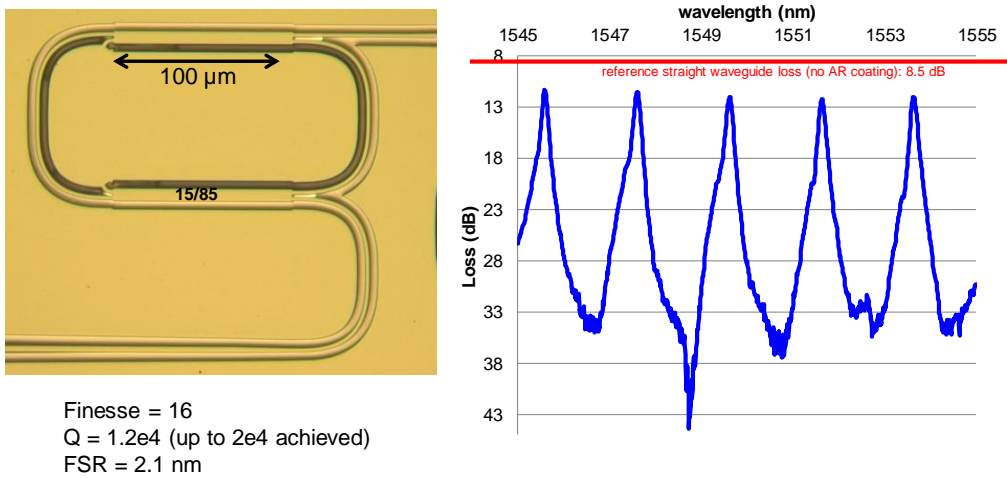 100 µm
15/85
Finesse = 16
Q = 1.2e4 (up to 2e4 achieved)
FSR = 2.1 nm
wavelength (nm)
1545 1547 1549 1551 1553 1555
reference straight waveguide loss (no AR coating): 8.5 dB
Loss (dB)
8
13
18
23
28
33
38
43